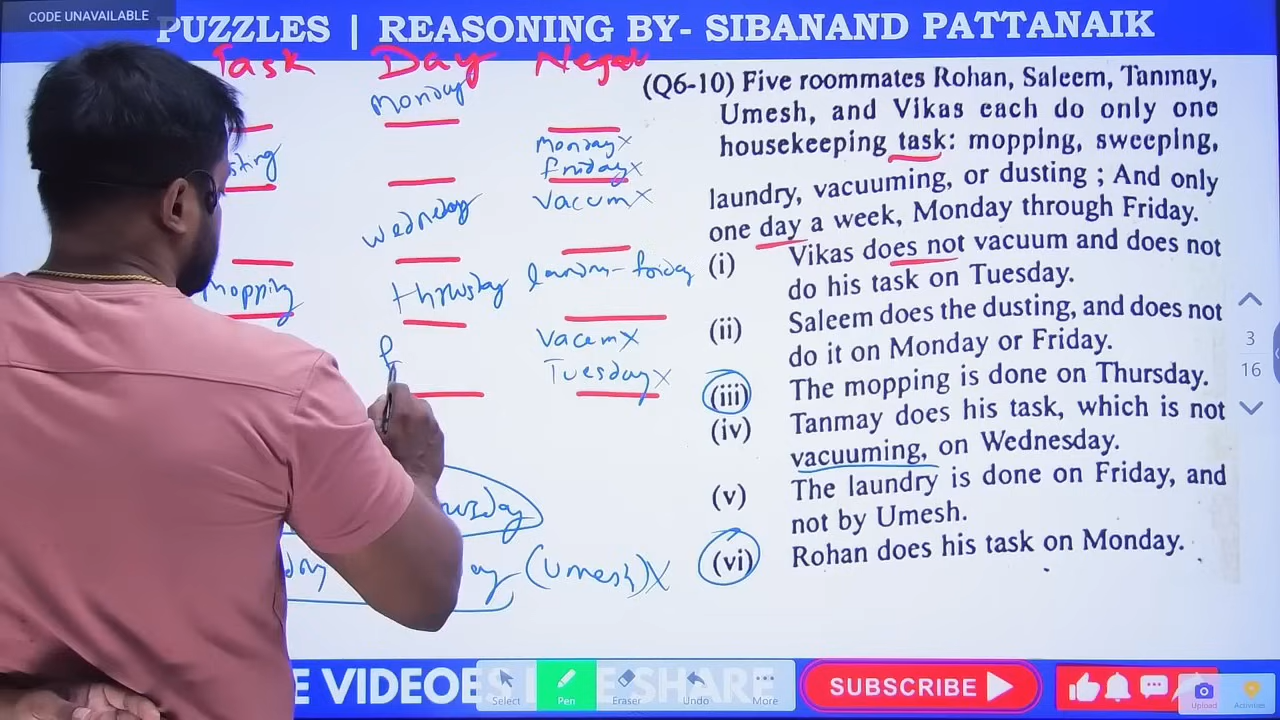 CODE UNAVAILABLE
PUZZLES | REASONING BY- SIBANAND PATTANAIK
Task Day
Monday
Monday X
Friday X
Wednesday
Vacum X
Mopping
- friday
Vacum X
Tuesday X
(Umesh) X
(Q6-10) Five roommates Rohan, Saleem, Tanmay,
Umesh, and Vikas each do only one
housekeeping task: mopping, sweeping,
laundry, vacuuming, or dusting ; And only
one day a week, Monday through Friday.
(i) Vikas does not vacuum and does not
do his task on Tuesday.
(ii) Saleem does the dusting, and does not
do it on Monday or Friday.
(iii) The mopping is done on Thursday.
(iv) Tanmay does his task, which is not
vacuuming, on Wednesday.
(v) The laundry is done on Friday, and
not by Umesh.
(vi) Rohan does his task on Monday.
3
16
E VIDEOES
SHARE
Select
Pen
Eraser
Undo
More
SUBSCRIBE
Upload
Activities